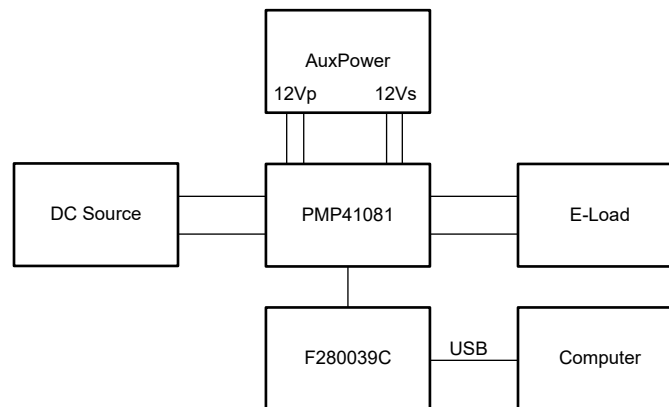 AuxPower
12Vp 12Vs
DC Source PMP41081 E-Load
F280039C USB Computer